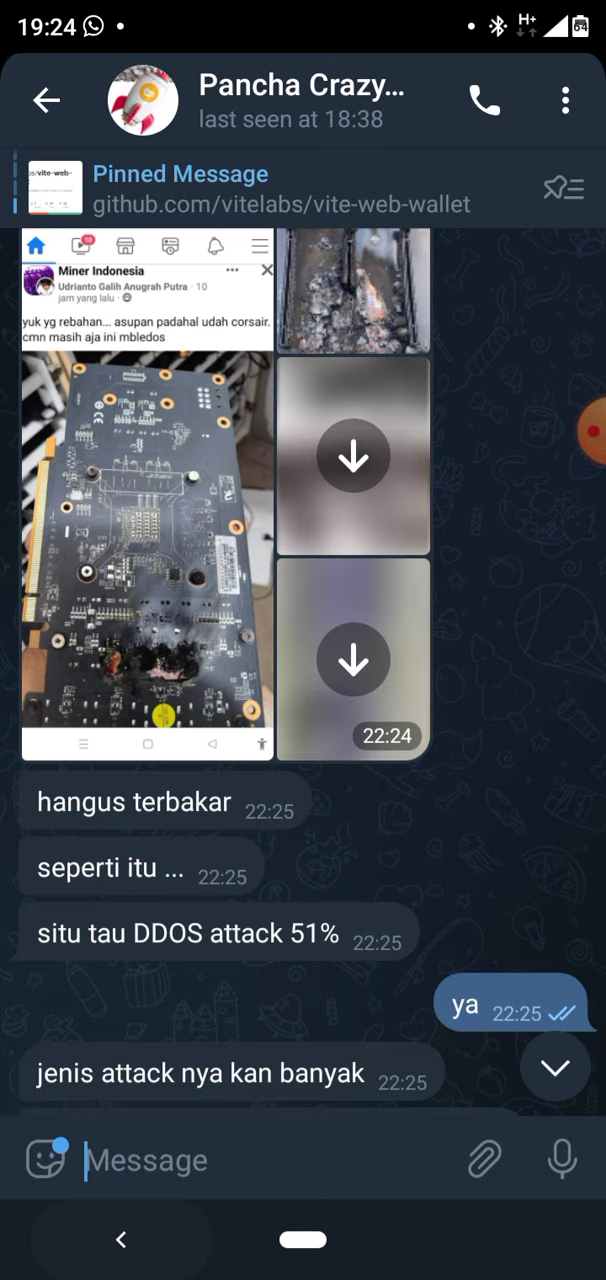 19:24
H+
64
Pancha Crazy...
last seen at 18:38
Pinned Message
github.com/vitelabs/vite-web-wallet
10
Miner Indonesia
Udrianto Galih Anugrah Putra · 10
jam yang lalu ·
yuk yg rebahan... asupan padahal udah corsair.
cmn masih aja ini mbledos
22:24
hangus terbakar 22:25
seperti itu ... 22:25
situ tau DDOS attack 51% 22:25
ya 22:25
jenis attack nya kan banyak 22:25
Message